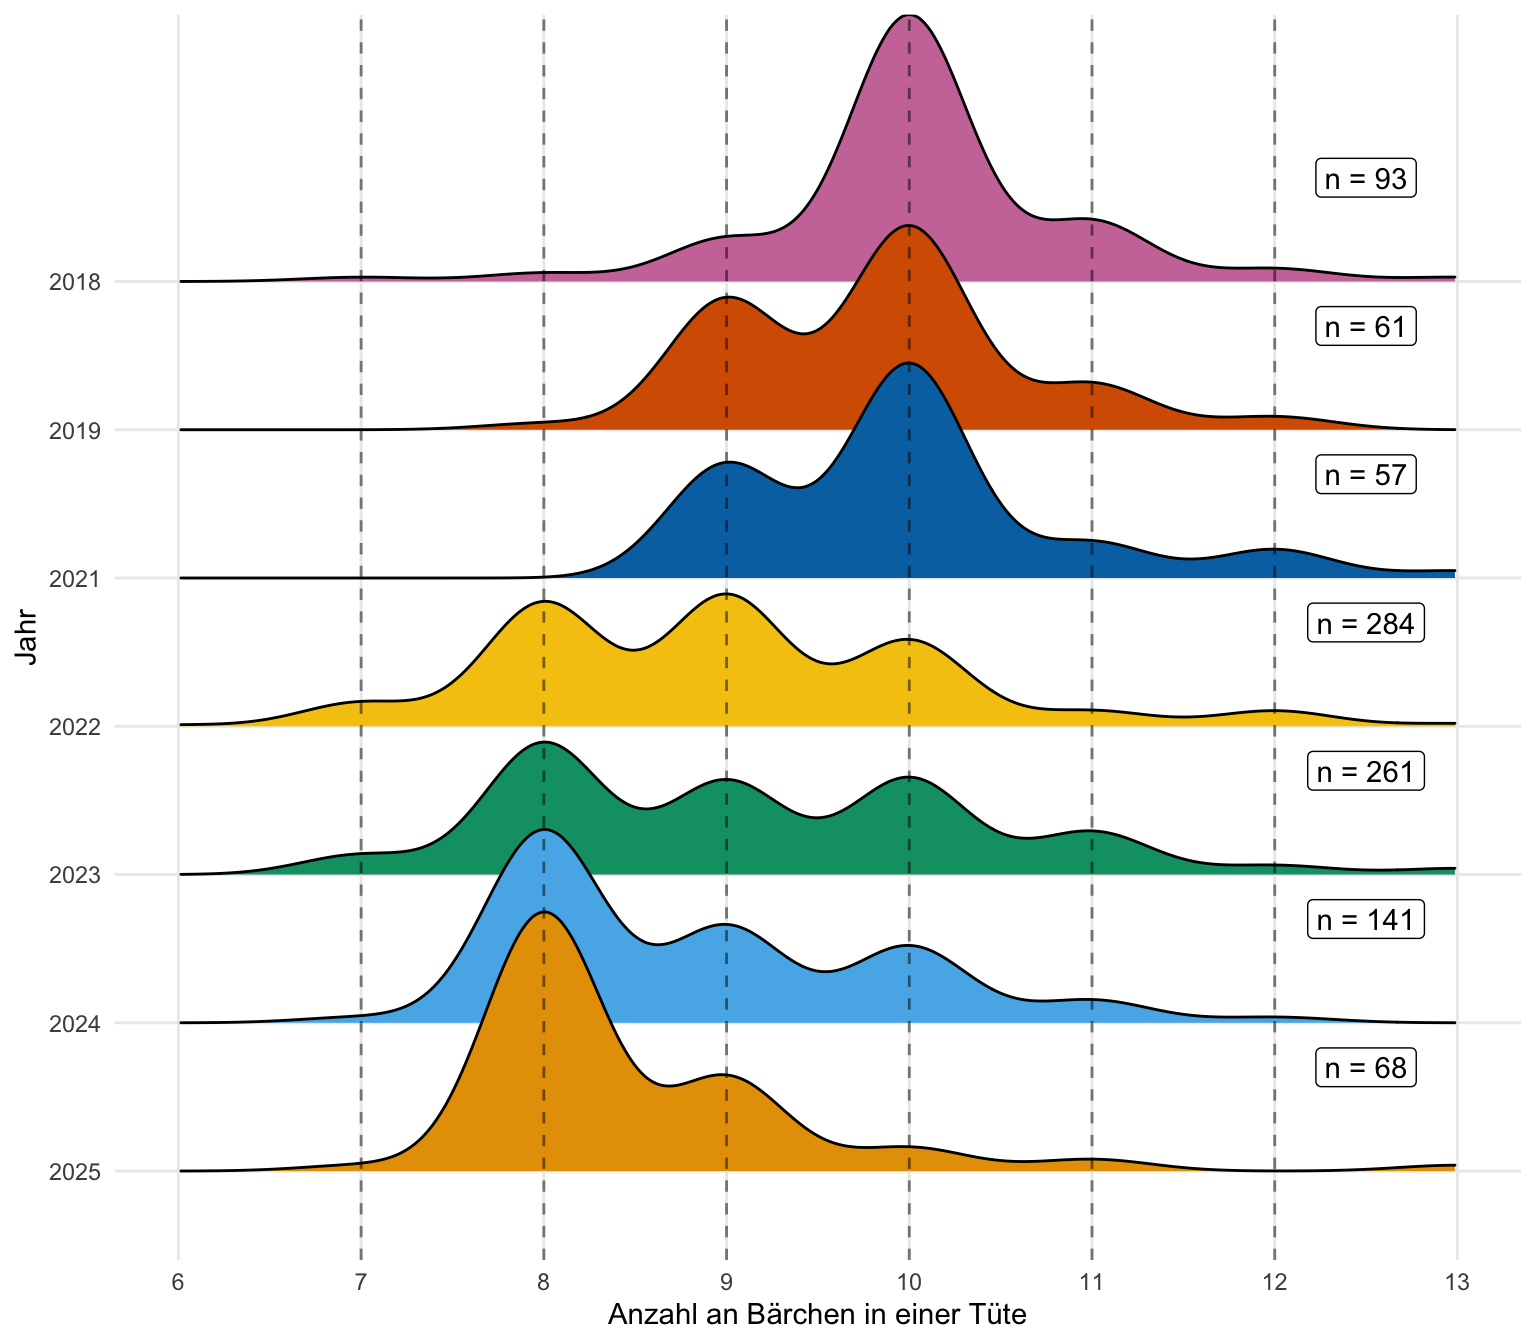 n = 93
2018
n = 61
2019
n = 57
2021
Jahr
n = 284
2022
n = 261
2023
n = 141
2024
n = 68
2025
6 7 8 9 10 11 12 13
Anzahl an Bärchen in einer Tüte